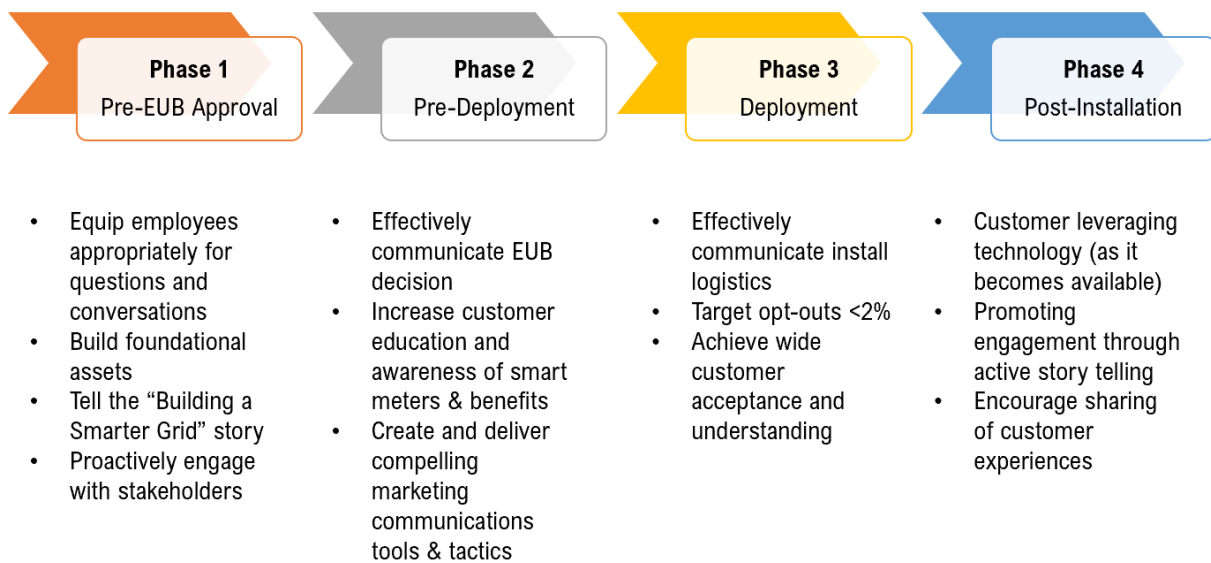 Phase 1
Pre-EUB Approval
Phase 2
Pre-Deployment
Phase 3
Deployment
Phase 4
Post-Installation
• Equip employees
appropriately for
questions and
conversations
• Build foundational
assets
• Tell the “Building a
Smarter Grid” story
• Proactively engage
with stakeholders
• Effectively
communicate EUB
decision
• Increase customer
education and
awareness of smart
meters & benefits
• Create and deliver
compelling
marketing
communications
tools & tactics
• Effectively
communicate install
logistics
• Target opt-outs <2%
• Achieve wide
customer
acceptance and
understanding
• Customer leveraging
technology (as it
becomes available)
• Promoting
engagement through
active story telling
• Encourage sharing
of customer
experiences